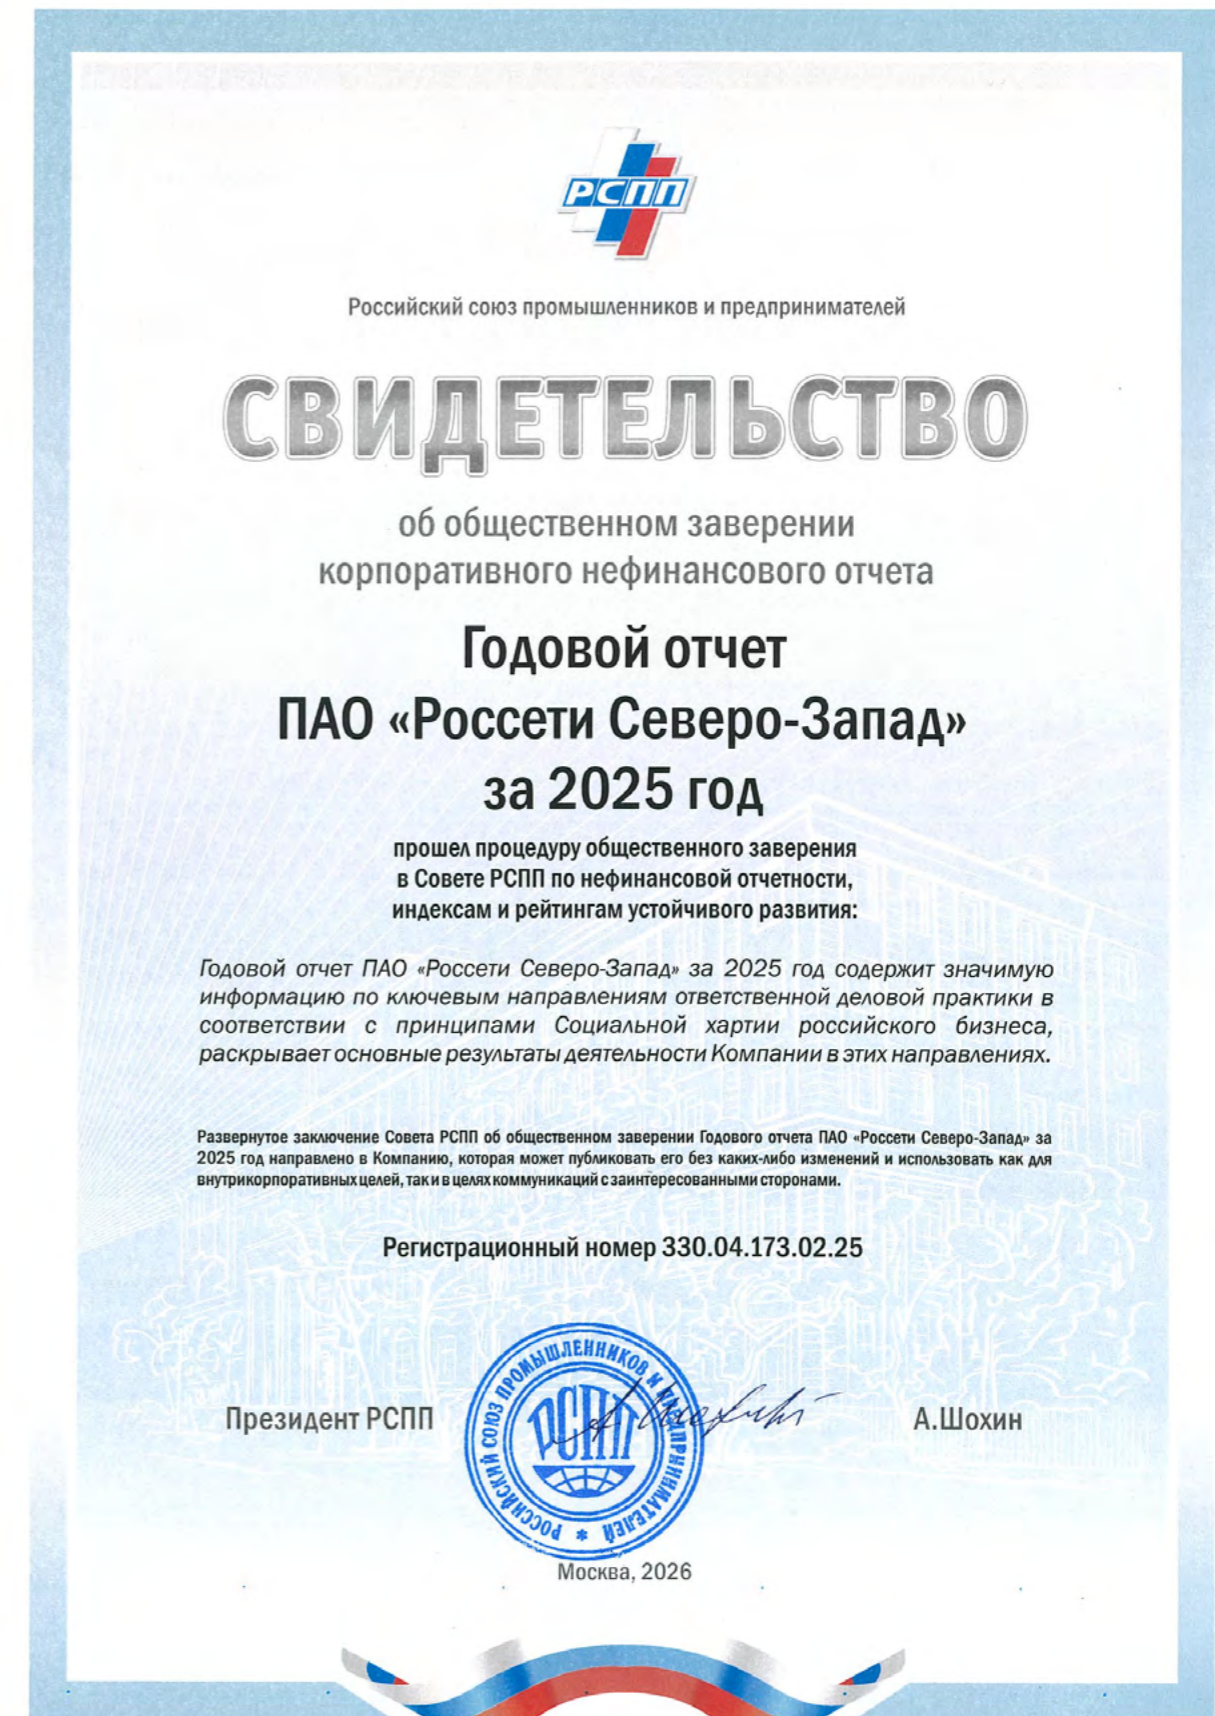 РСПП
Российский союз промышленников и предпринимателей
СВИДЕТЕЛЬСТВО
об общественном заверении
корпоративного нефинансового отчета
Годовой отчет
ПАО «Россети Северо-Запад»
за 2025 год
прошел процедуру общественного заверения
в Совете РСПП по нефинансовой отчетности,
индексам и рейтингам устойчивого развития:
Годовой отчет ПАО «Россети Северо-Запад» за 2025 год содержит значимую
информацию по ключевым направлениям ответственной деловой практики в
соответствии с принципами Социальной хартии российского бизнеса,
раскрывает основные результаты деятельности Компании в этих направлениях.
Развернутое заключение Совета РСПП об общественном заверении Годового отчета ПАО «Россети Северо-Запад» за
2025 год направлено в Компанию, которая может публиковать его без каких-либо изменений и использовать как для
внутрикорпоративных целей, так и в целях коммуникаций с заинтересованными сторонами.
Регистрационный номер 330.04.173.02.25
Президент РСПП
РОССИЙСКИЙ СОЮЗ ПРОМЫШЛЕННИКОВ И ПРЕДПРИНИМАТЕЛЕЙ *
РСПП
А.Шохин
Москва, 2026